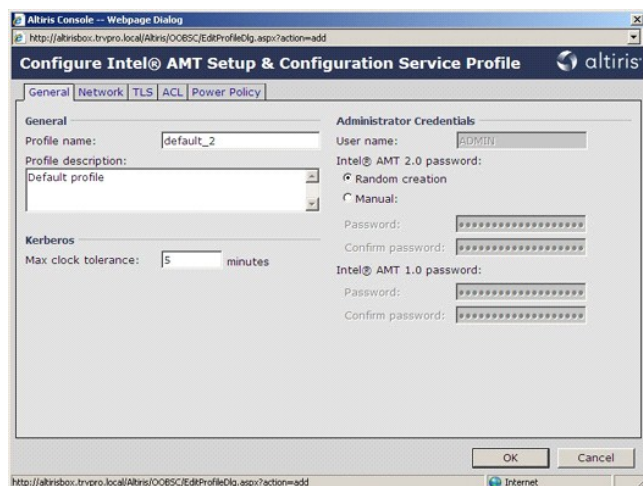 Altiris Console -- Webpage Dialog
http://altirisbox.trvpro.local/Altiris/OOBSC/EditProfileDlg.aspx?action=add
Configure Intel® AMT Setup & Configuration Service Profile
altiris
General Network TLS ACL Power Policy
General
Profile name: default_2
Profile description:
Default profile
Kerberos
Max clock tolerance: 5 minutes
Administrator Credentials
User name: ADMIN
Intel® AMT 2.0 password:
Random creation
Manual:
Password:
Confirm password:
Intel® AMT 1.0 password:
Password:
Confirm password:
OK Cancel
http://altirisbox.trvpro.local/Altiris/OOBSC/EditProfileDlg.aspx?action=add Internet